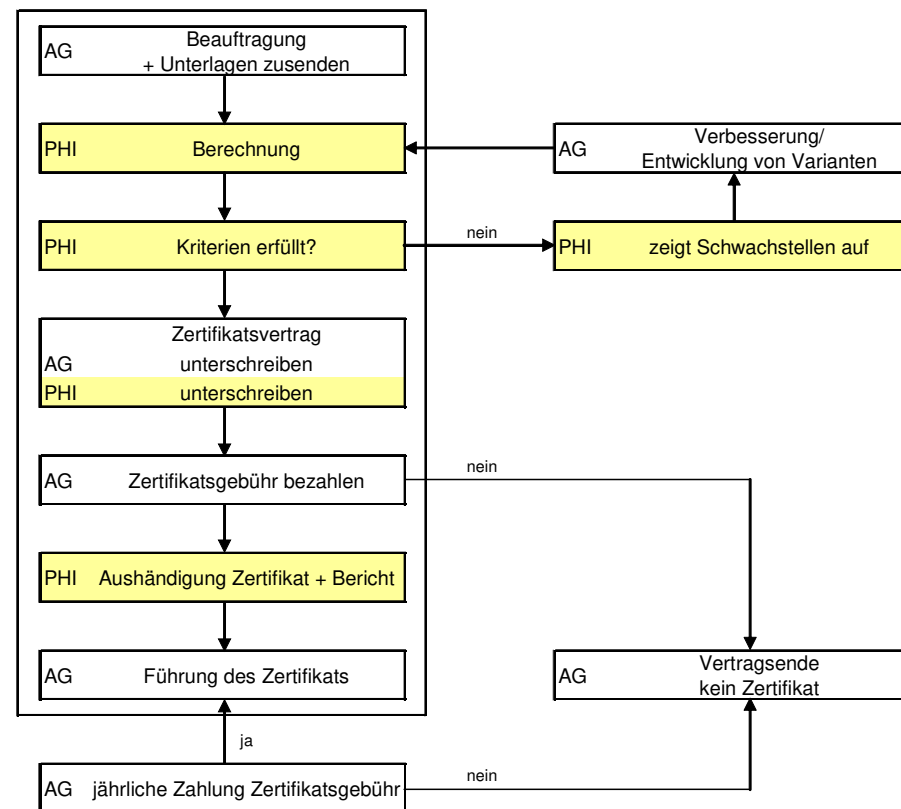 AG Beauftragung
+ Unterlagen zusenden
PHI Berechnung
AG Verbesserung/
Entwicklung von Varianten
PHI Kriterien erfüllt?
nein
PHI zeigt Schwachstellen auf
Zertifikatsvertrag
AG unterschreiben
PHI unterschreiben
AG Zertifikatsgebühr bezahlen
nein
PHI Aushändigung Zertifikat + Bericht
AG Führung des Zertifikats
AG Vertragsende
kein Zertifikat
ja
AG jährliche Zahlung Zertifikatsgebühr
nein